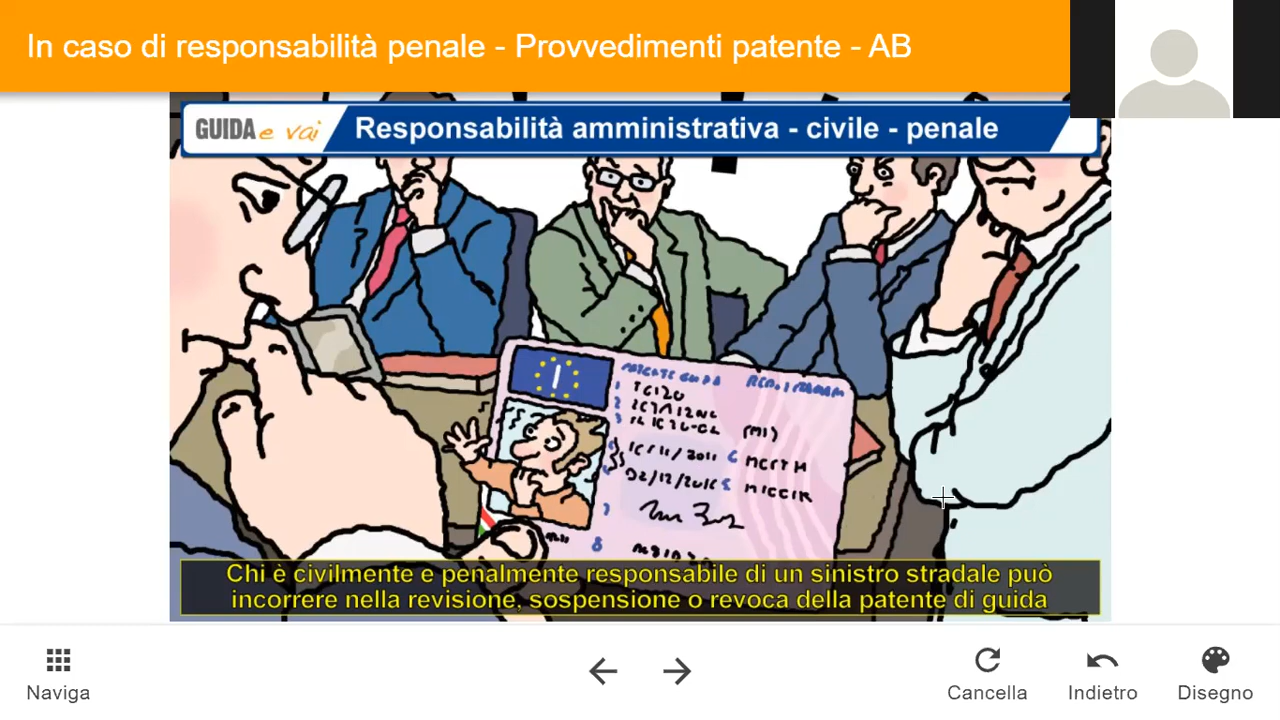 In caso di responsabilità penale - Provvedimenti patente - AB
GUIDA e vai
Responsabilità amministrativa - civile - penale
I
(MI)
Chi è civilmente e penalmente responsabile di un sinistro stradale può
incorrere nella revisione, sospensione o revoca della patente di guida
Naviga
Cancella
Indietro
Disegno